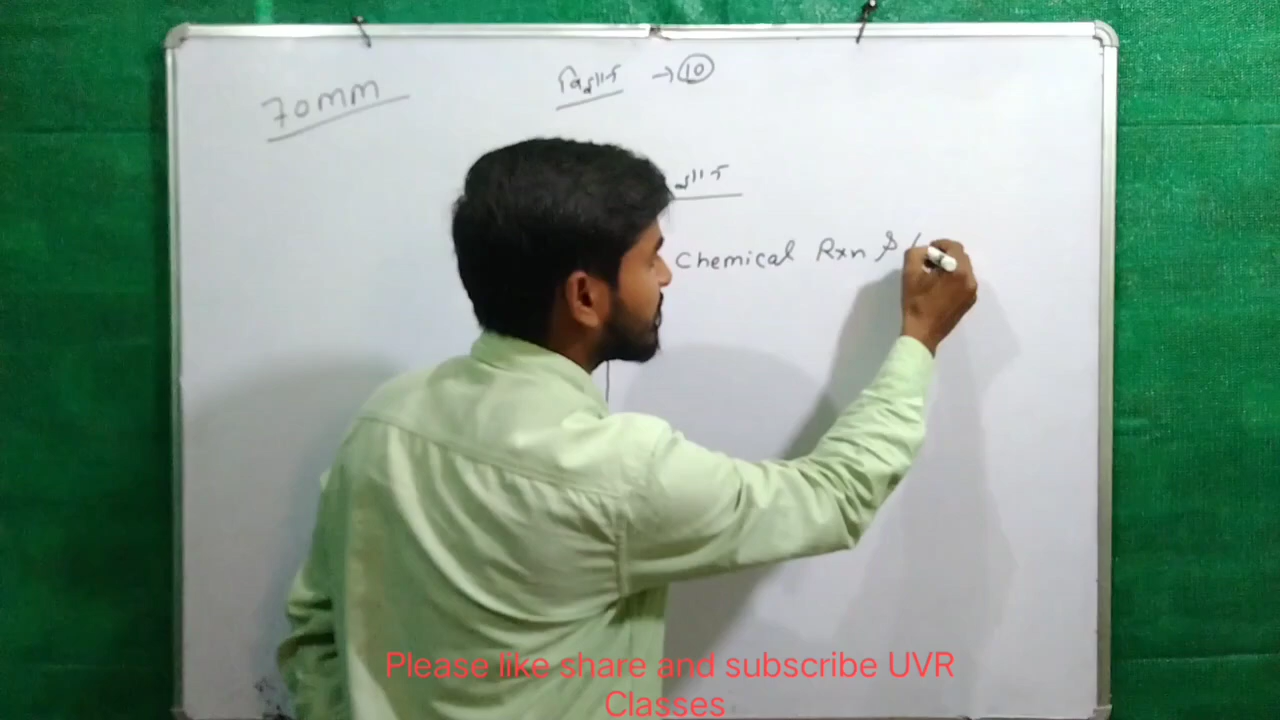 70mm
विज्ञान → 10
ज्ञान
Chemical Rxn &
Please like share and subscribe UVR
Classes